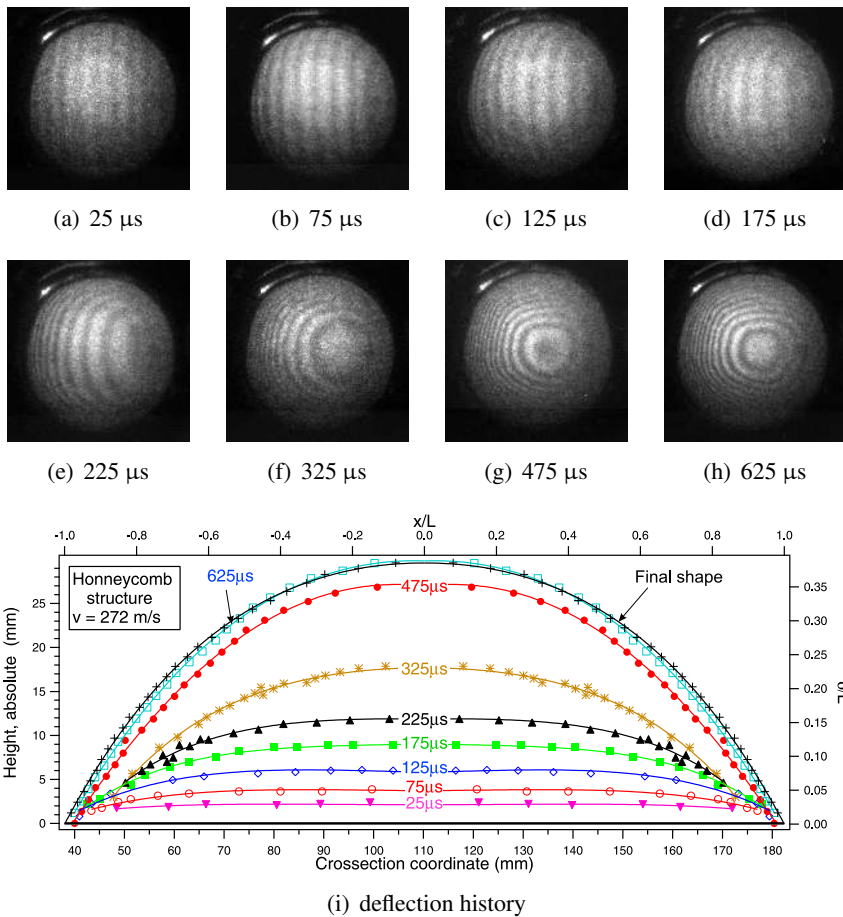 (a) 25 μs
(b) 75 μs
(c) 125 μs
(d) 175 μs
(e) 225 μs
(f) 325 μs
(g) 475 μs
(h) 625 μs
x/L
-1.0 -0.8 -0.6 -0.4 -0.2 0.0 0.2 0.4 0.6 0.8 1.0
Honneycomb
structure
v = 272 m/s
625μs
Final shape
475μs
325μs
225μs
175μs
125μs
75μs
25μs
Height, absolute (mm)
25
20
15
10
5
0
0.35
0.30
0.25
0.20
0.15
0.10
0.05
0.00
40 50 60 70 80 90 100 110 120 130 140 150 160 170 180
Crossection coordinate (mm)
(i) deflection history